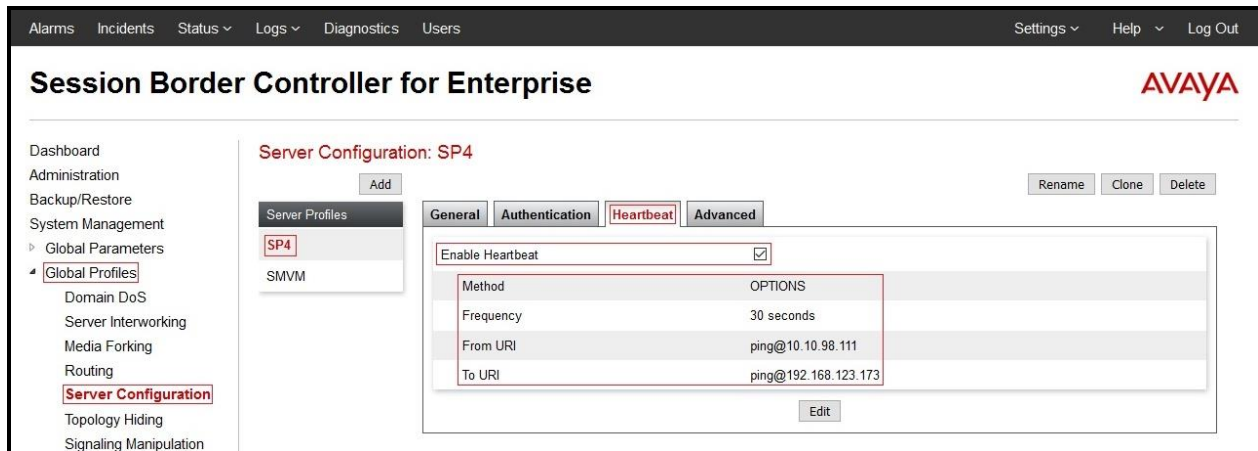 Alarms Incidents Status Logs Diagnostics Users Settings Help Log Out
Session Border Controller for Enterprise
AVAYA
Dashboard
Administration
Backup/Restore
System Management
Global Parameters
Global Profiles
Domain DoS
Server Interworking
Media Forking
Routing
Server Configuration
Topology Hiding
Signaling Manipulation
Server Configuration: SP4
Add
Rename Clone Delete
Server Profiles
SP4
SMVM
General Authentication Heartbeat Advanced
Enable Heartbeat
Method OPTIONS
Frequency 30 seconds
From URI ping@10.10.98.111
To URI ping@192.168.123.173
Edit